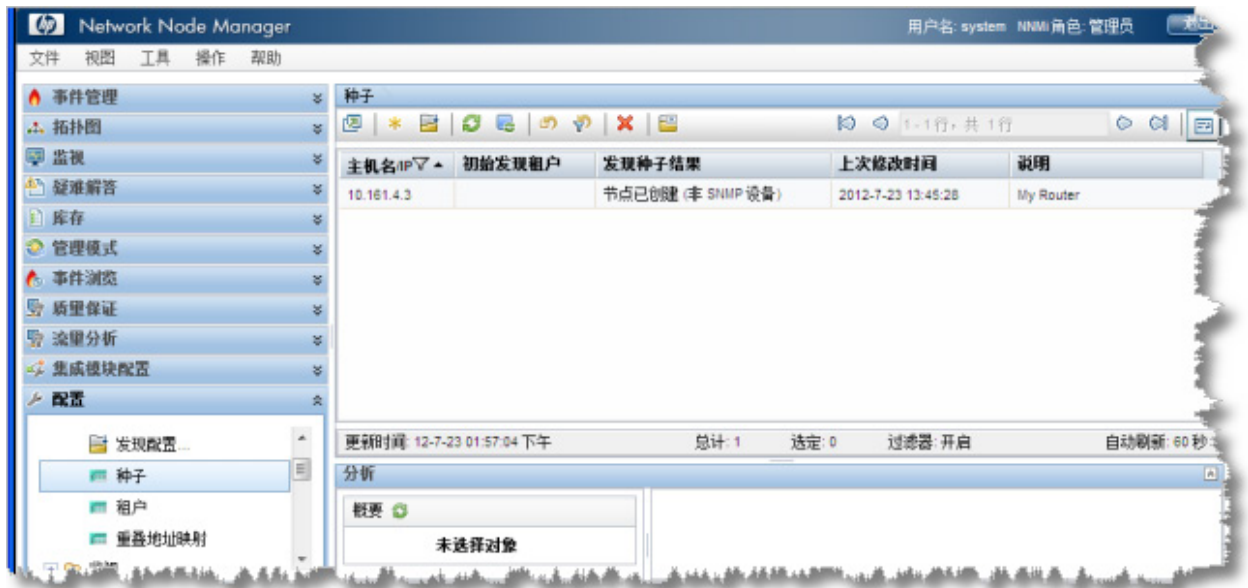 hp Network Node Manager
用户名: system NNMi 角色: 管理员
文件 视图 工具 操作 帮助
事件管理
拓扑图
监视
疑难解答
库存
管理模式
事件浏览
质量保证
流量分析
集成模块配置
配置
发现配置...
种子
租户
重叠地址映射
种子
1 - 1 行，共 1 行
主机名/IP 初始发现租户 发现种子结果 上次修改时间 说明
10.161.4.3 节点已创建 (非 SNMP 设备) 2012-7-23 13:45:28 My Router
更新时间: 12-7-23 01:57:04 下午 总计: 1 选定: 0 过滤器: 开启 自动刷新: 60 秒
分析
概要
未选择对象